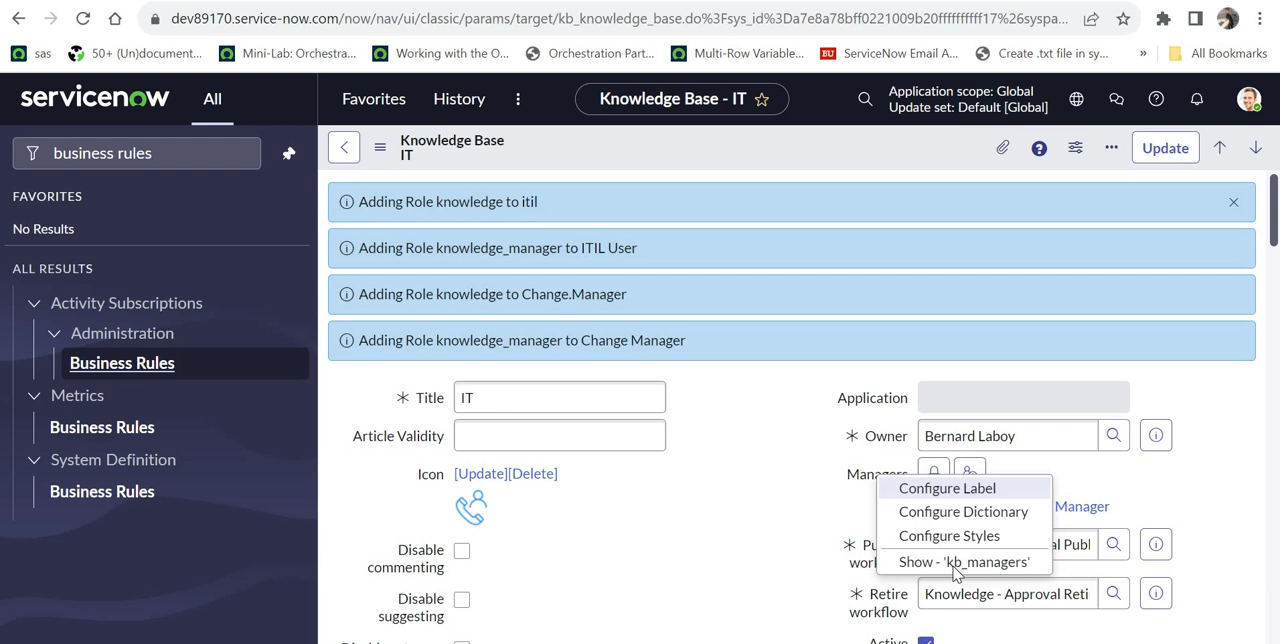 dev89170.service-now.com/now/nav/ui/classic/params/target/kb_knowledge_base.do%3Fsys_id%3Da7e8a78bff0221009b20ffffffffff17%26syspa...
sas
50+ (Un)document...
Mini-Lab: Orchestra...
Working with the O...
Orchestration Part...
Multi-Row Variable...
BU
ServiceNow Email A...
Create .txt file in sy...
»
All Bookmarks
servicenow
All
Favorites
History
Knowledge Base - IT
Application scope: Global
Update set: Default [Global]
business rules
Knowledge Base
IT
Update
FAVORITES
No Results
ALL RESULTS
Activity Subscriptions
Administration
Business Rules
Metrics
Business Rules
System Definition
Business Rules
Adding Role knowledge to itil
Adding Role knowledge_manager to ITIL User
Adding Role knowledge to Change.Manager
Adding Role knowledge_manager to Change Manager
Title
IT
Application
Article Validity
Owner
Bernard Laboy
Icon
[Update][Delete]
Managers
Configure Label
Configure Dictionary
Configure Styles
Show - 'kb_managers'
Manager
Disable
commenting
Disable
suggesting
Retire
workflow
Knowledge - Approval Reti
Active